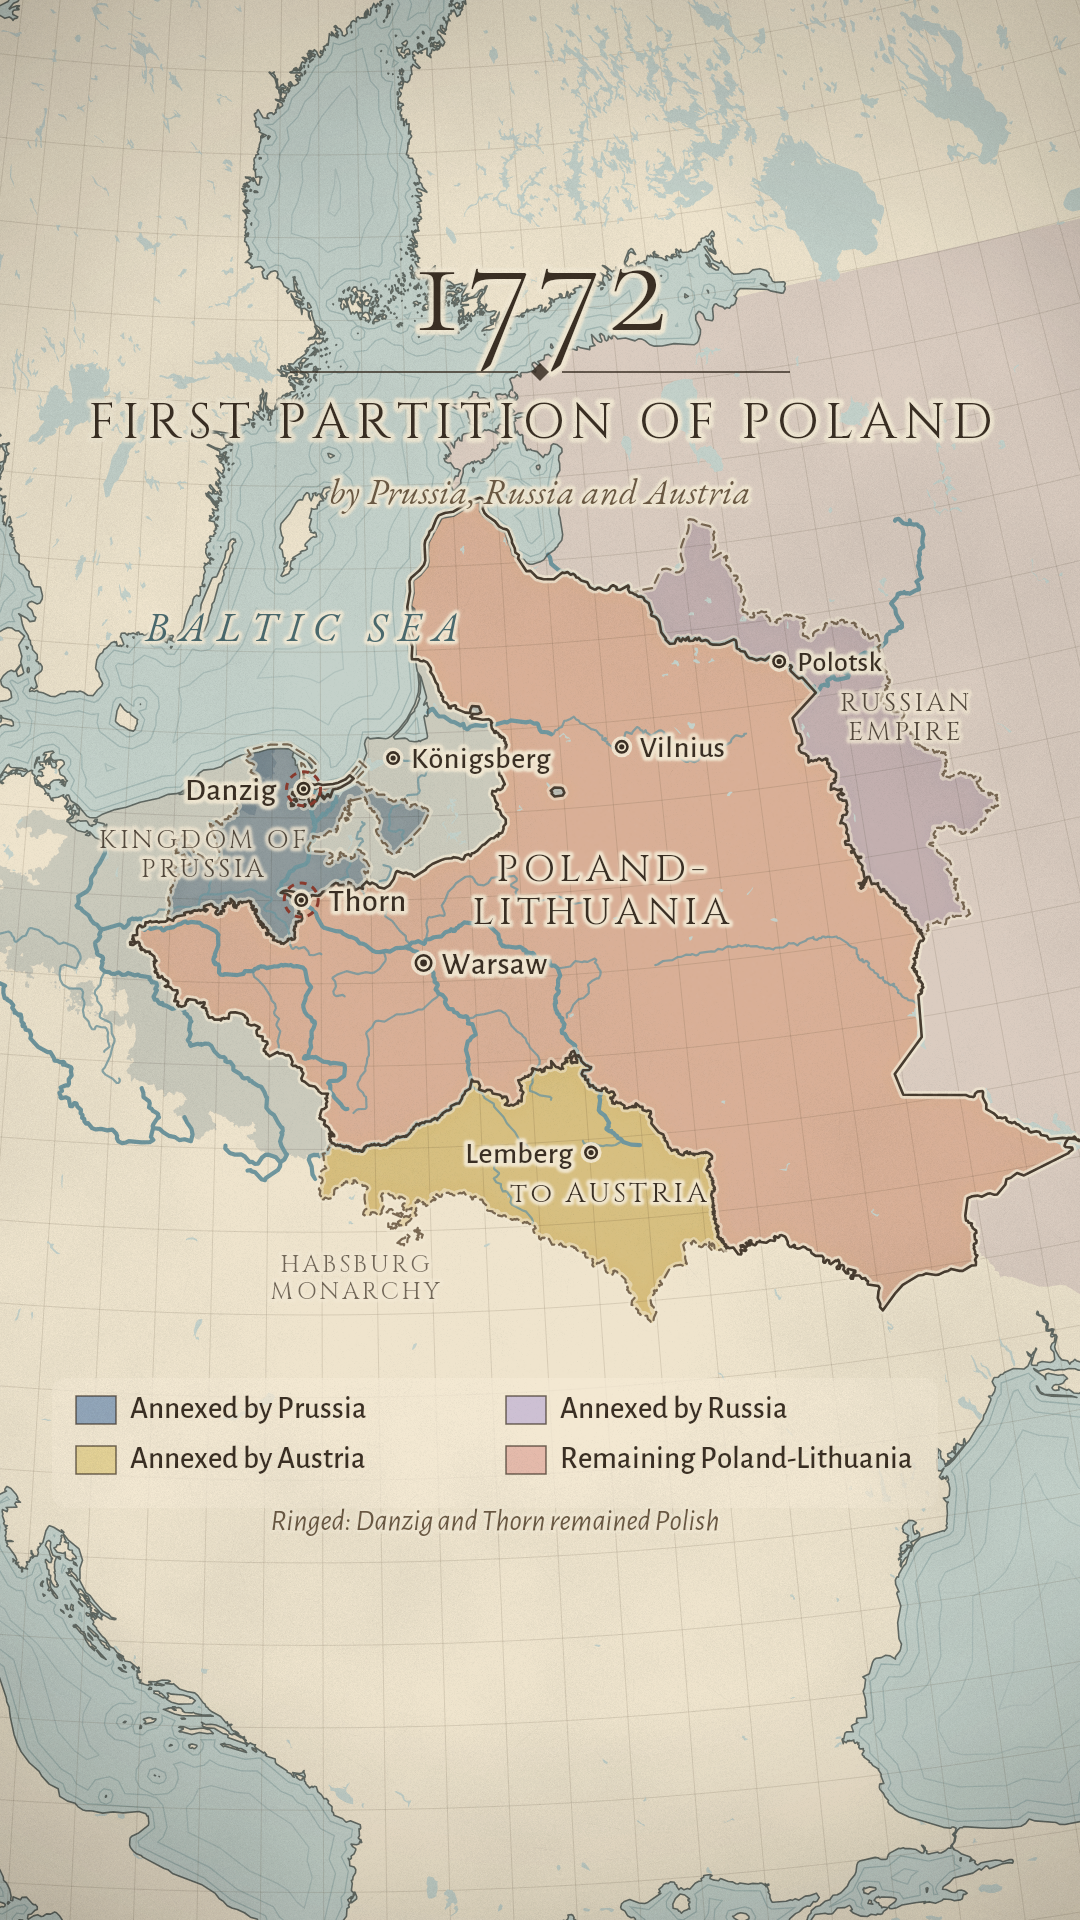 1772
FIRST PARTITION OF POLAND
by Prussia, Russia and Austria
BALTIC SEA
Polotsk
RUSSIAN
EMPIRE
Vilnius
Königsberg
Danzig
KINGDOM OF
PRUSSIA
POLAND-
LITHUANIA
Thorn
Warsaw
Lemberg
TO AUSTRIA
HABSBURG
MONARCHY
Annexed by Prussia
Annexed by Russia
Annexed by Austria
Remaining Poland-Lithuania
Ringed: Danzig and Thorn remained Polish